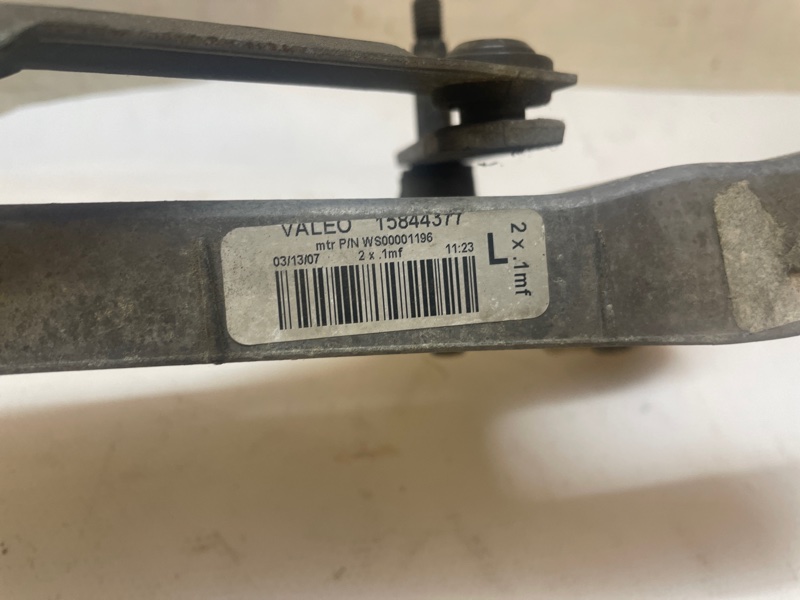 VALEO 15844377
mtr P/N WS00001196
03/13/07 2 x .1mf 11:23
L
2 x .1mf